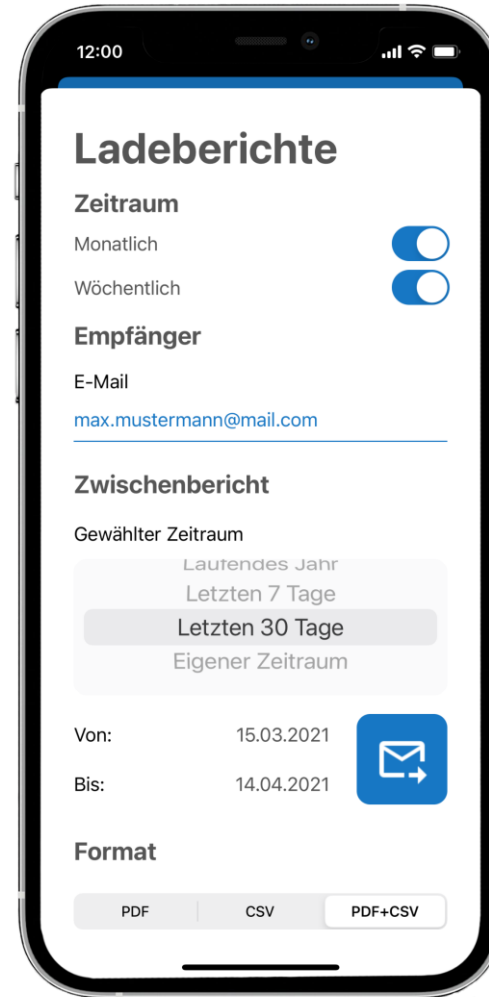 12:00
Ladeberichte
Zeitraum
Monatlich
Wöchentlich
Empfänger
E-Mail
max.mustermann@mail.com
Zwischenbericht
Gewählter Zeitraum
Laufendes Jahr
Letzten 7 Tage
Letzten 30 Tage
Eigener Zeitraum
Von: 15.03.2021
Bis: 14.04.2021
Format
PDF CSV PDF+CSV